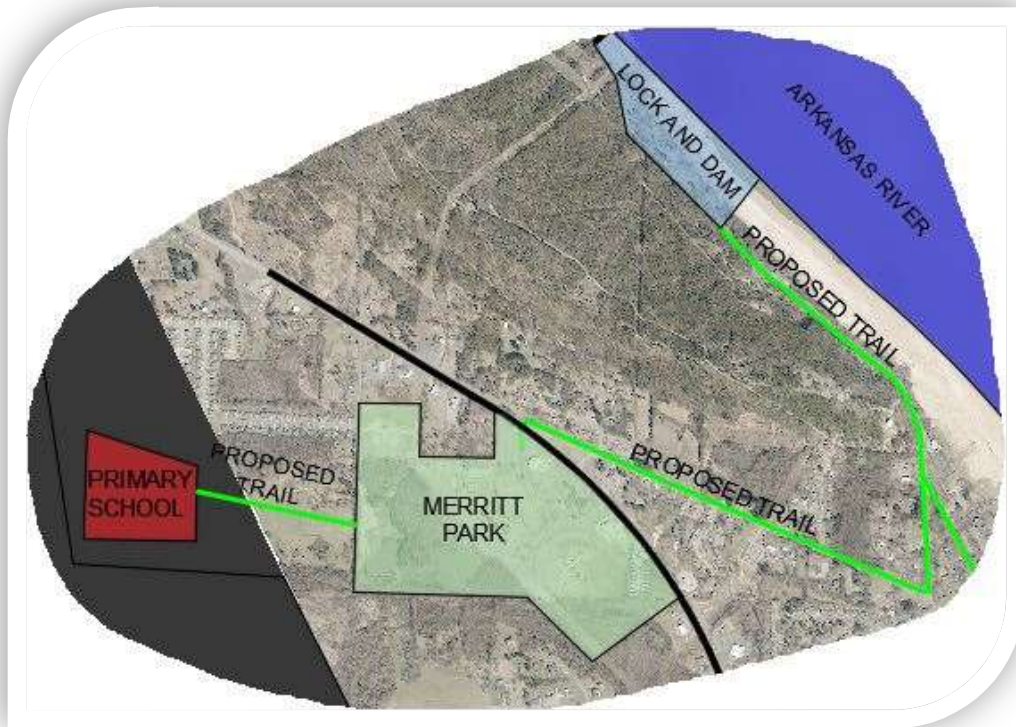 LOCK AND DAM
ARKANSAS RIVER
PROPOSED TRAIL
PROPOSED
TRAIL
PRIMARY
SCHOOL
MERRITT
PARK
PROPOSED TRAIL